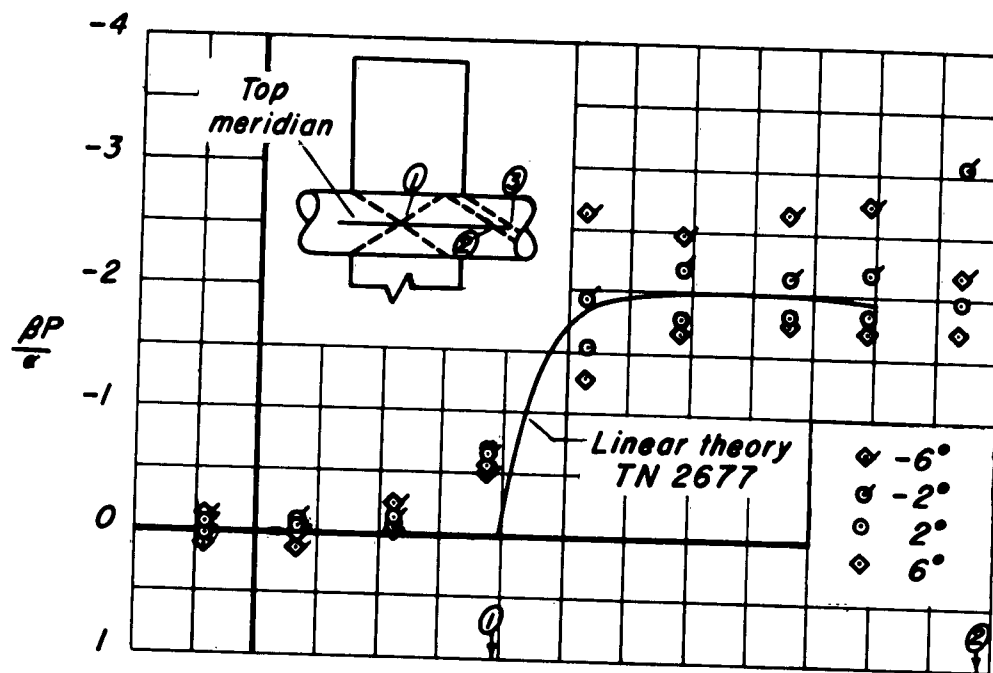 -4
-3
-2
-1
0
1
βP
α
Top
meridian
1
2
3
Linear theory
TN 2677
-6°
-2°
2°
6°
1
2